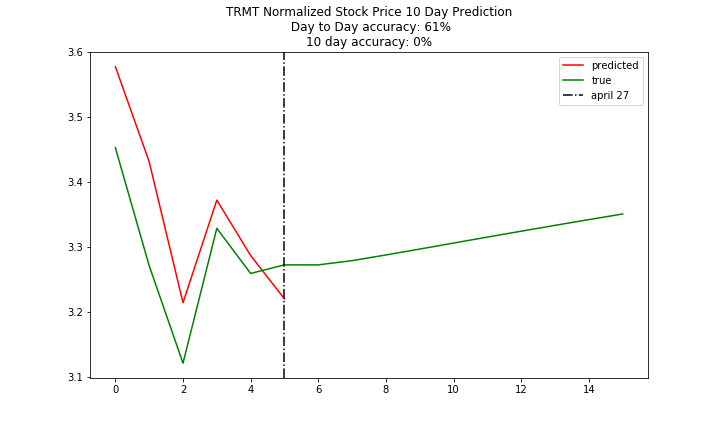 TRMT Normalized Stock Price 10 Day Prediction
Day to Day accuracy: 61%
10 day accuracy: 0%
predicted
true
april 27
3.6
3.5
3.4
3.3
3.2
3.1
0 2 4 6 8 10 12 14